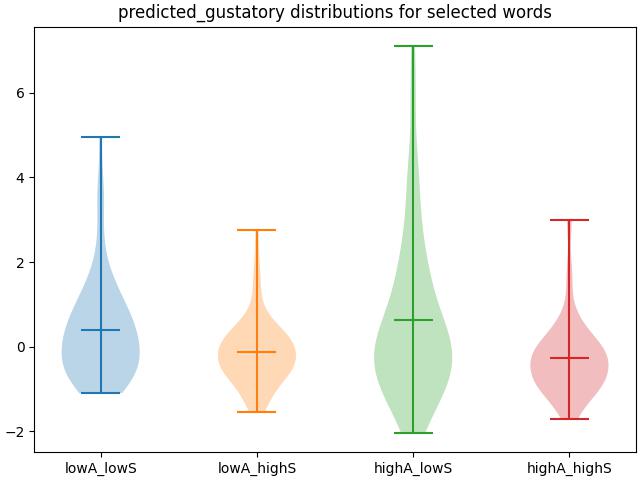 predicted_gustatory distributions for selected words
6
4
2
0
−2
lowA_lowS
lowA_highS
highA_lowS
highA_highS